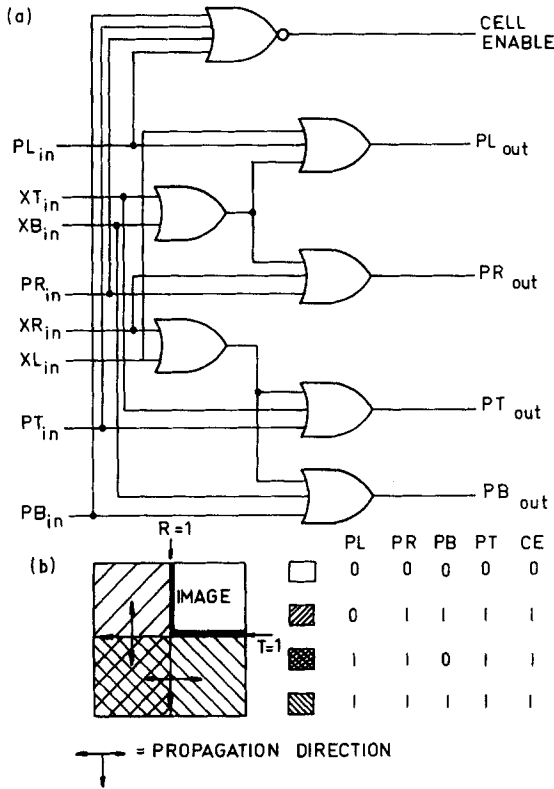 (a)
CELL
ENABLE
PL in
PL out
XT in
XB in
PR in
PR out
XR in
XL in
PT out
PT in
PB out
PB in
R=1
(b)
PL PR PB PT CE
IMAGE
0 0 0 0 0
0 1 1 1 1
T=1
1 1 0 1 1
1 1 1 1 1
= PROPAGATION DIRECTION